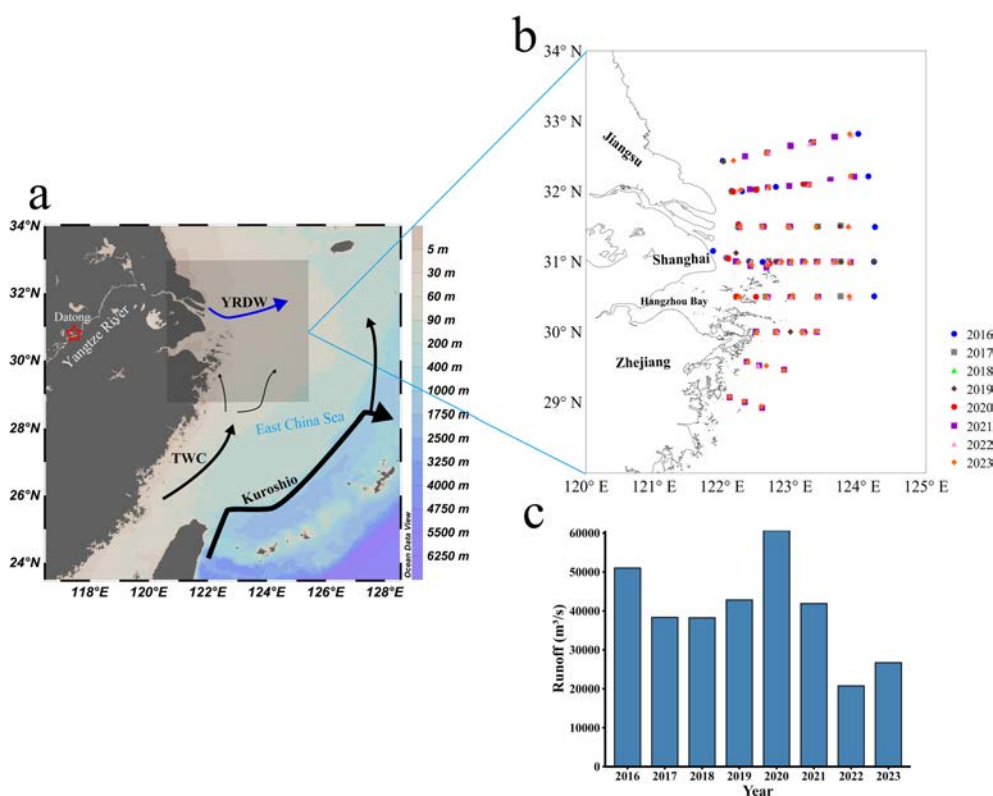 a
34°N
32°N
30°N
28°N
26°N
24°N
118°E
120°E
122°E
124°E
126°E
128°E
Datong
Yangtze River
YRDW
East China Sea
TWC
Kuroshio
5 m
30 m
60 m
90 m
200 m
400 m
1000 m
1750 m
2500 m
3250 m
4000 m
4750 m
5500 m
6250 m
Ocean Data View
b
34° N
33° N
32° N
31° N
30° N
29° N
120° E
121° E
122° E
123° E
124° E
125° E
Jiangsu
Shanghai
Hangzhou Bay
Zhejiang
2016
2017
2018
2019
2020
2021
2022
2023
c
Runoff (m³/s)
60000
50000
40000
30000
20000
10000
0
2016
2017
2018
2019
2020
2021
2022
2023
Year